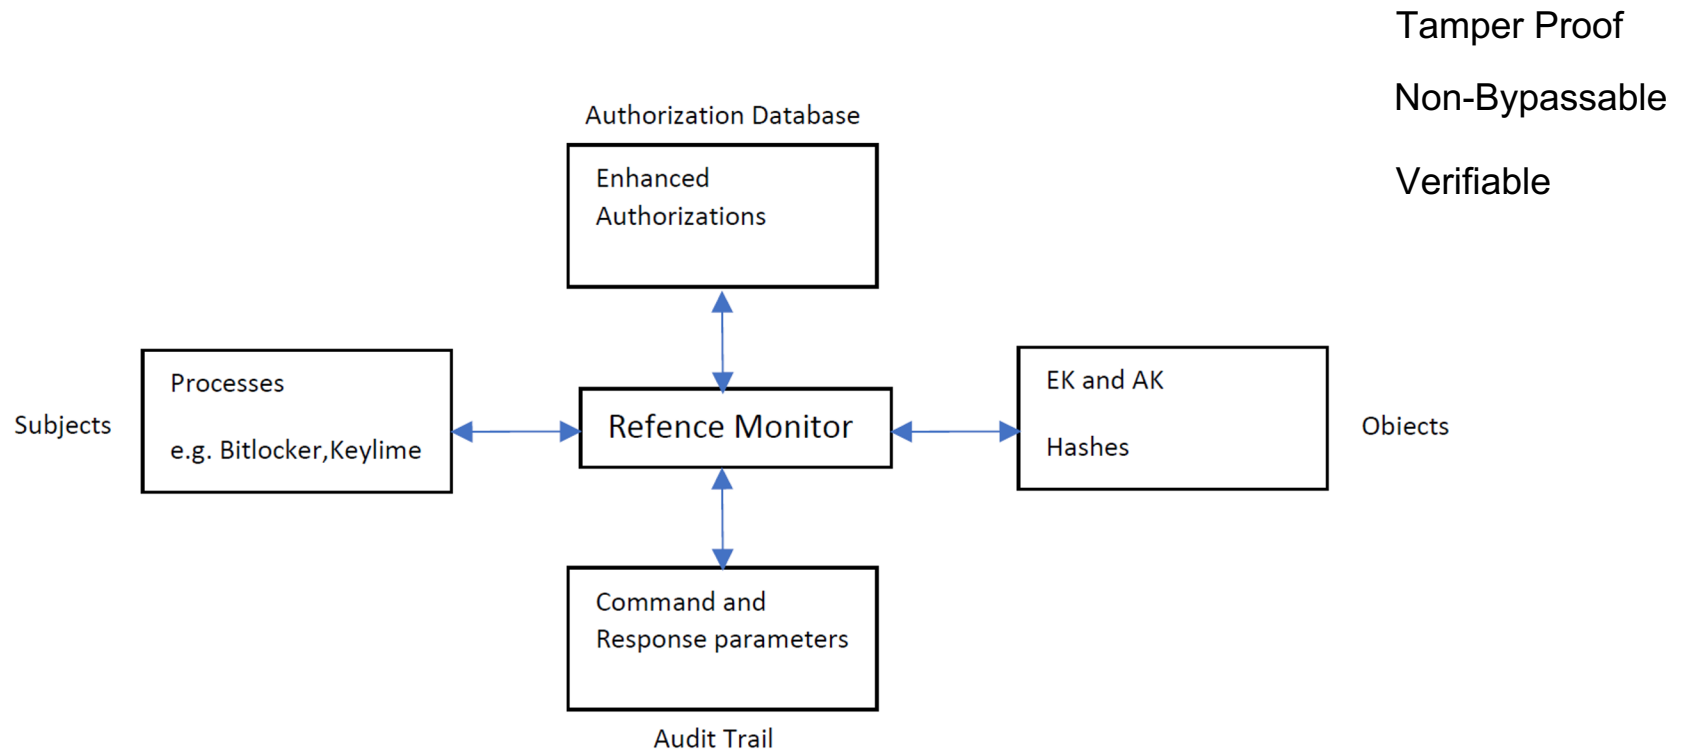 Tamper Proof
Non-Bypassable
Verifiable
Authorization Database
Enhanced
Authorizations
Subjects
Processes
e.g. Bitlocker,Keylime
Refence Monitor
EK and AK
Hashes
Obiects
Command and
Response parameters
Audit Trail